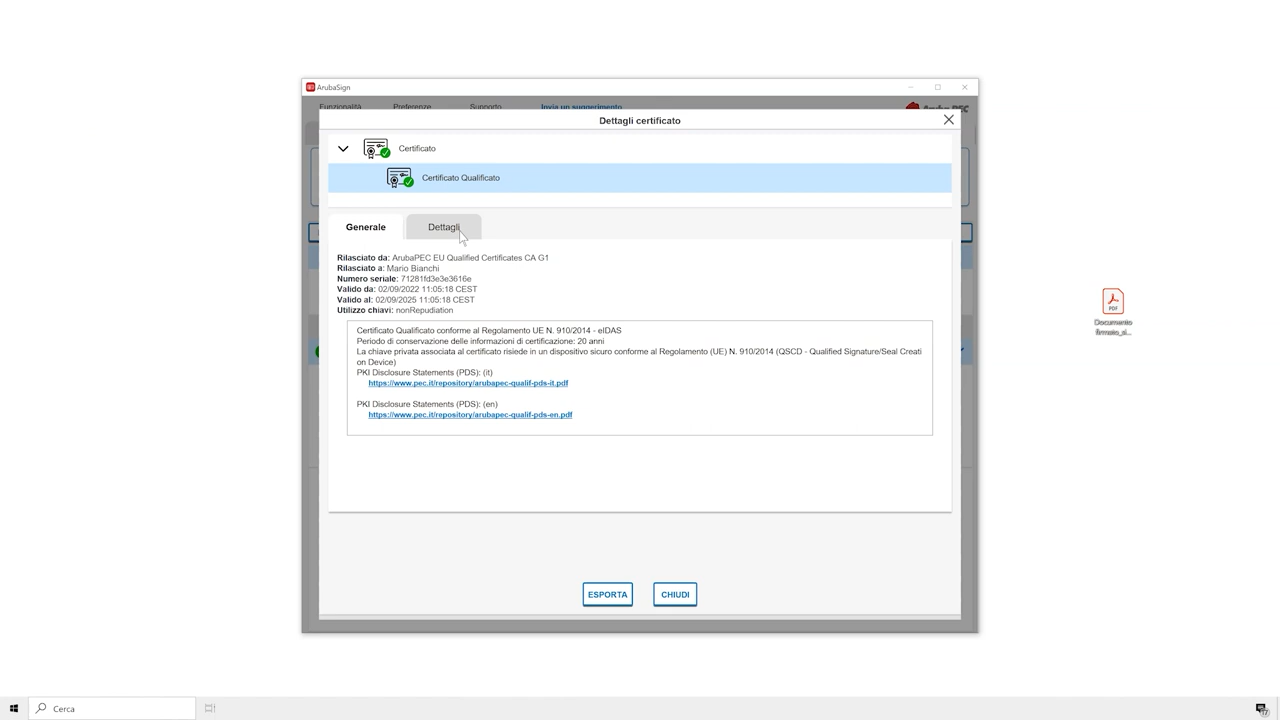 ArubaSign
Funzionalità Preferenze Supporto Invia un suggerimento Aruba PEC
Dettagli certificato
Certificato
Certificato Qualificato
Generale Dettagli
Rilasciato da: ArubaPEC EU Qualified Certificates CA G1
Rilasciato a: Mario Bianchi
Numero seriale: 71281fd3e3e3616e
Valido da: 02/09/2022 11:05:18 CEST
Valido al: 02/09/2025 11:05:18 CEST
Utilizzo chiavi: nonRepudiation
Certificato Qualificato conforme al Regolamento UE N. 910/2014 - eIDAS
Periodo di conservazione delle informazioni di certificazione: 20 anni
La chiave privata associata al certificato risiede in un dispositivo sicuro conforme al Regolamento (UE) N. 910/2014 (QSCD - Qualified Signature/Seal Creati
on Device)
PKI Disclosure Statements (PDS): (it)
https://www.pec.it/repository/arubapec-qualif-pds-it.pdf
PKI Disclosure Statements (PDS): (en)
https://www.pec.it/repository/arubapec-qualif-pds-en.pdf
PDF
Documento
firmato_si...
ESPORTA CHIUDI
Cerca